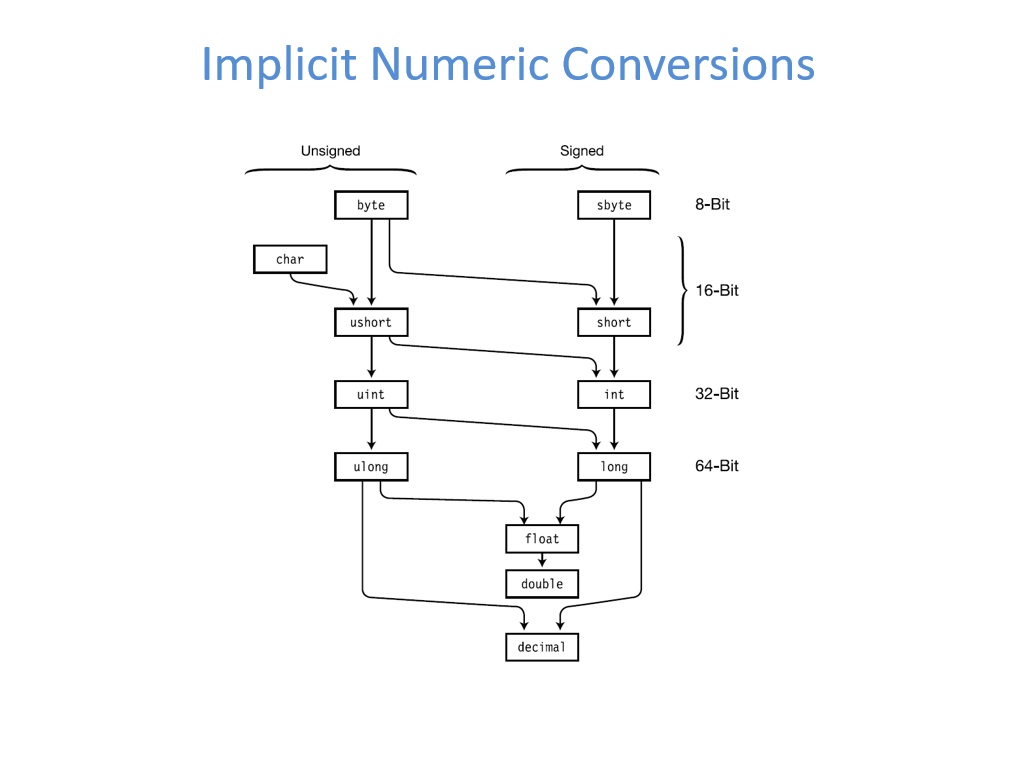 Implicit Numeric Conversions
Unsigned
Signed
byte
sbyte
8-Bit
char
16-Bit
ushort
short
uint
int
32-Bit
ulong
long
64-Bit
float
double
decimal